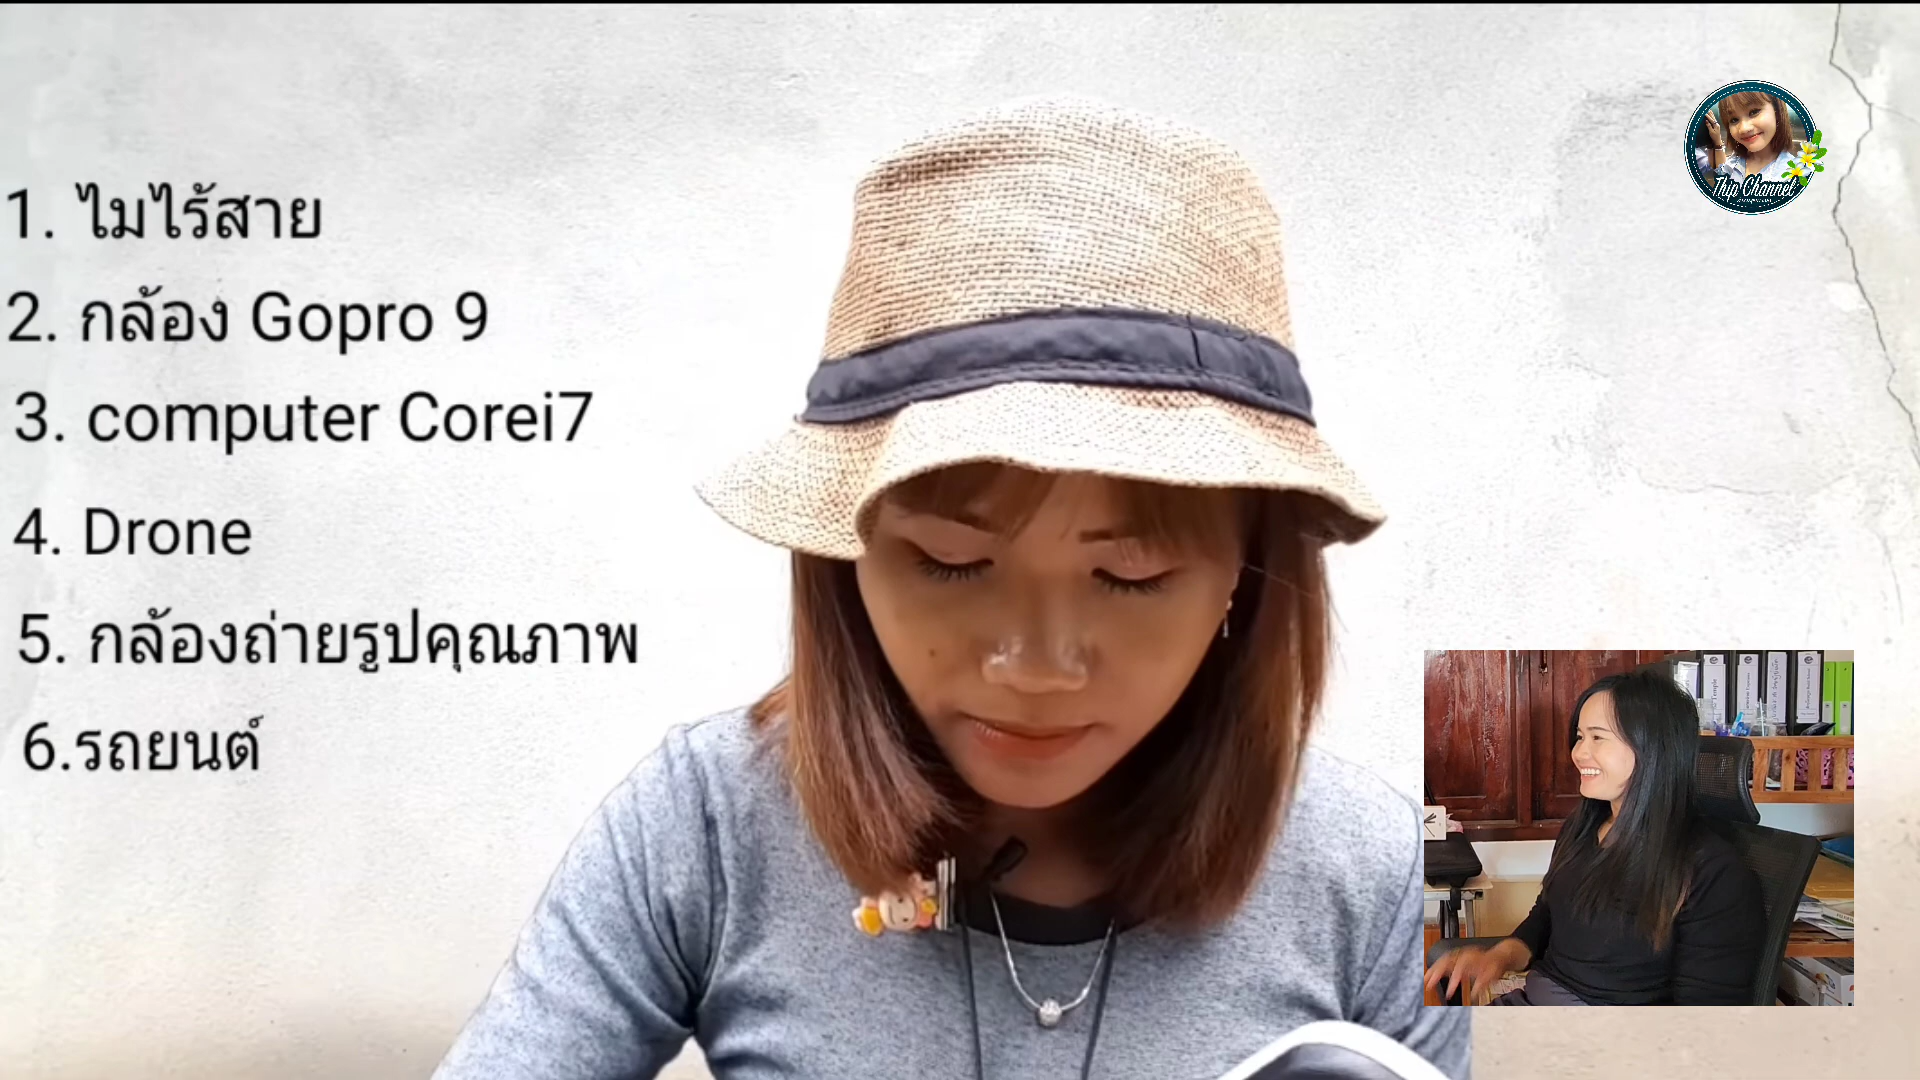 1. ไมไร้สาย
2. กล้อง Gopro 9
3. computer Corei7
4. Drone
5. กล้องถ่ายรูปคุณภาพ
6.รถยนต์
Thip Channel
Temple